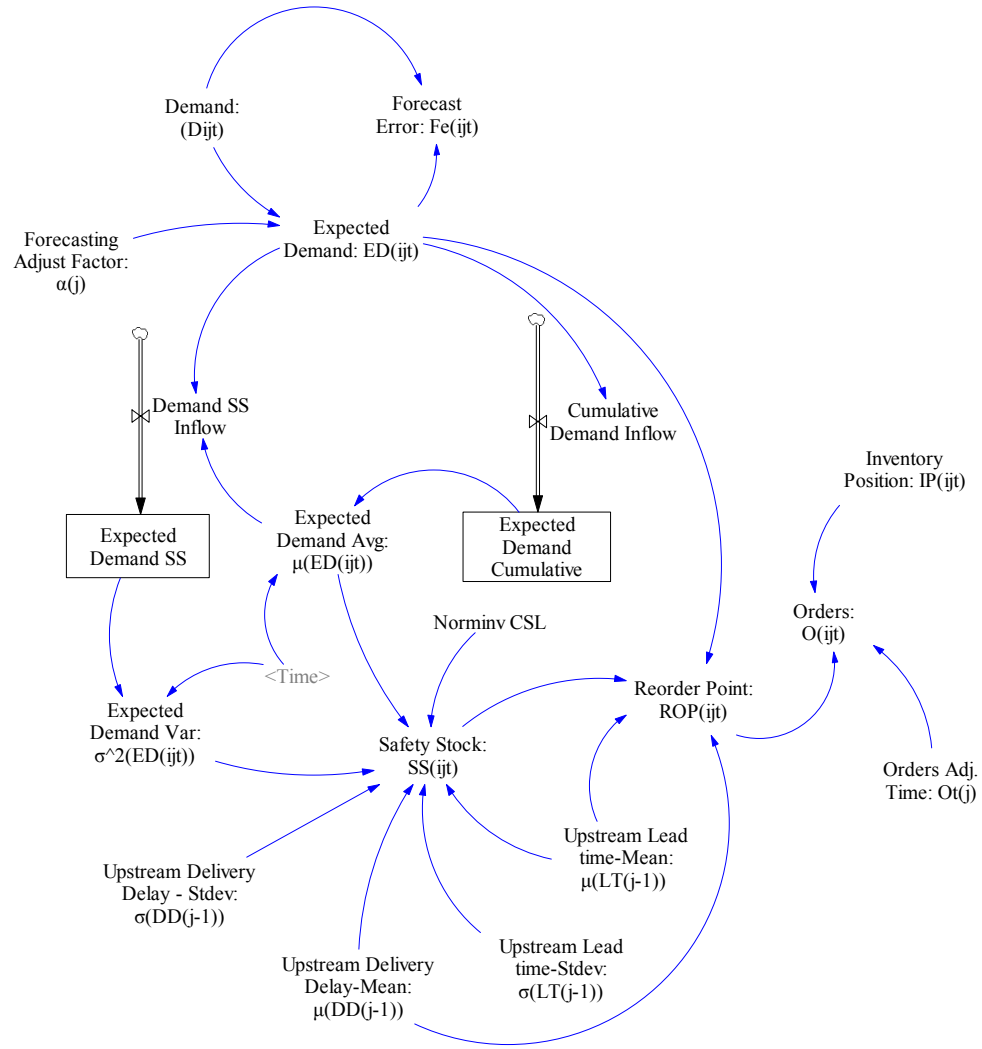 Demand:
(Dijt)
Forecast
Error: Fe(ijt)
Expected
Demand: ED(ijt)
Forecasting
Adjust Factor:
α(j)
Demand SS
Inflow
Cumulative
Demand Inflow
Inventory
Position: IP(ijt)
Expected
Demand SS
Expected
Demand Avg:
μ(ED(ijt))
Expected
Demand
Cumulative
Orders:
O(ijt)
Norminv CSL
<Time>
Reorder Point:
ROP(ijt)
Expected
Demand Var:
σ^2(ED(ijt))
Safety Stock:
SS(ijt)
Orders Adj.
Time: Ot(j)
Upstream Lead
time-Mean:
μ(LT(j-1))
Upstream Delivery
Delay - Stdev:
σ(DD(j-1))
Upstream Lead
time-Stdev:
σ(LT(j-1))
Upstream Delivery
Delay-Mean:
μ(DD(j-1))